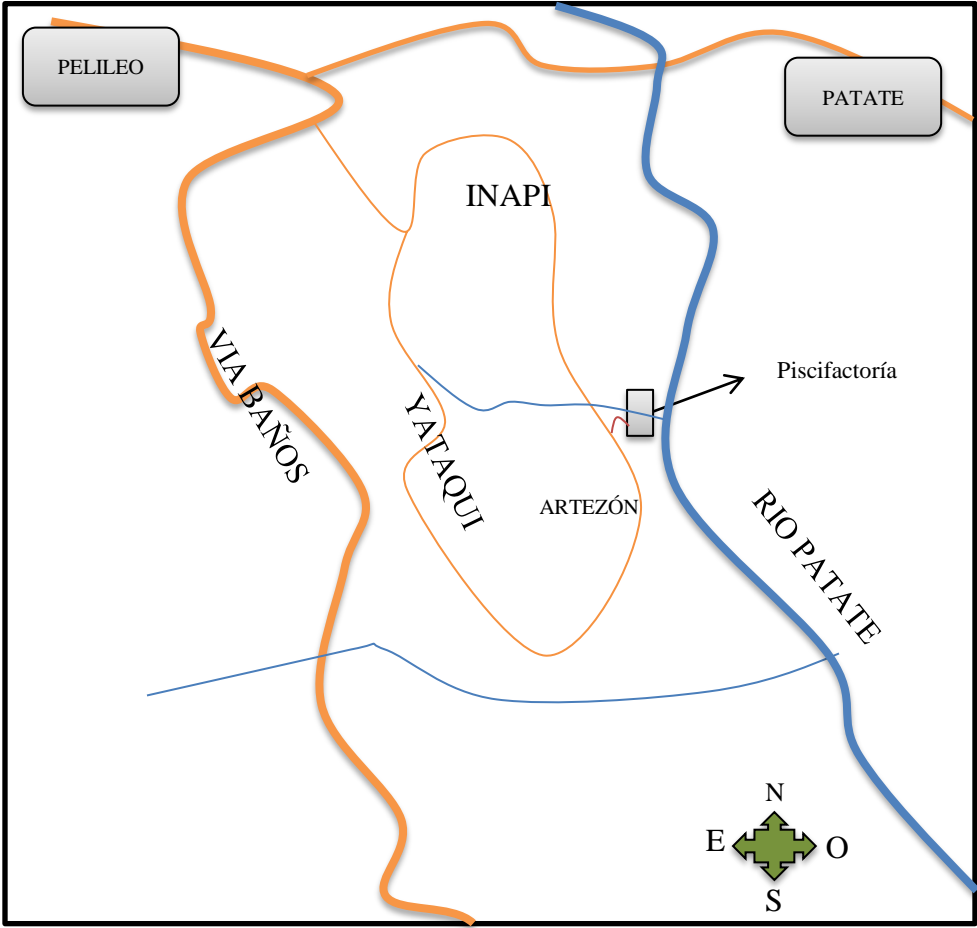 PELILEO
PATATE
INAPI
VIA BAÑOS
Piscifactoría
YATAQUI
ARTEZÓN
RIO PATATE
N
E
O
S